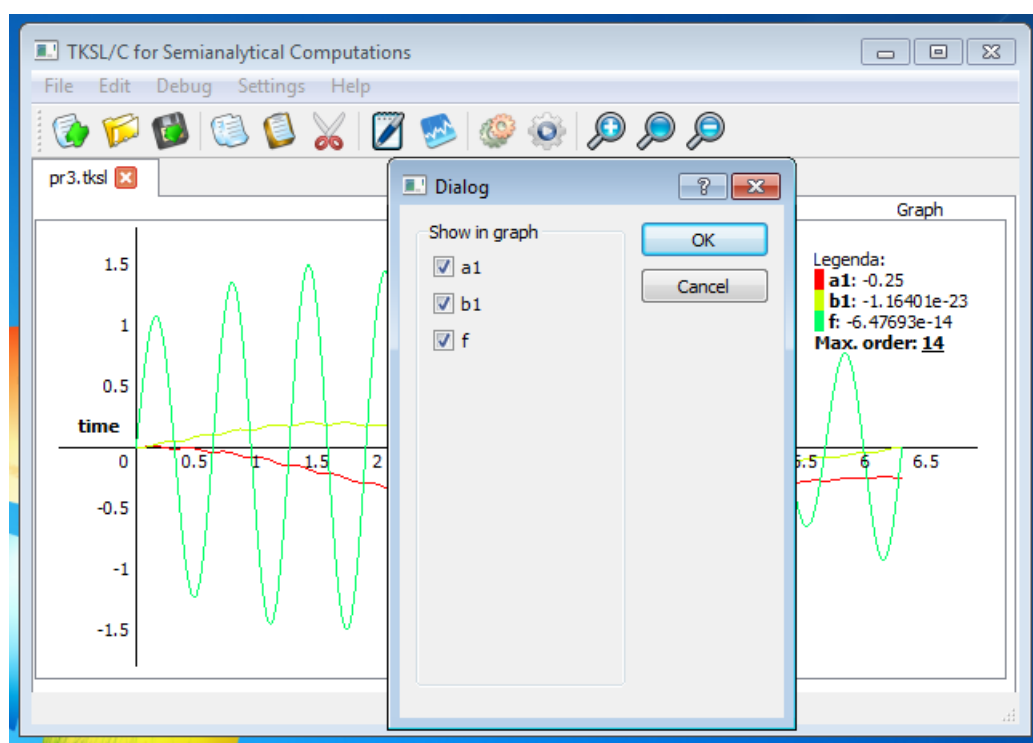 TKSL/C for Semianalytical Computations
File Edit Debug Settings Help
pr3.tksl
Dialog
Graph
Show in graph
OK
a1
Cancel
b1
f
Legenda:
a1: -0.25
b1: -1.16401e-23
f: -6.47693e-14
Max. order: 14
1.5
1
0.5
time
0 0.5 1 1.5 2 5.5 6 6.5
-0.5
-1
-1.5